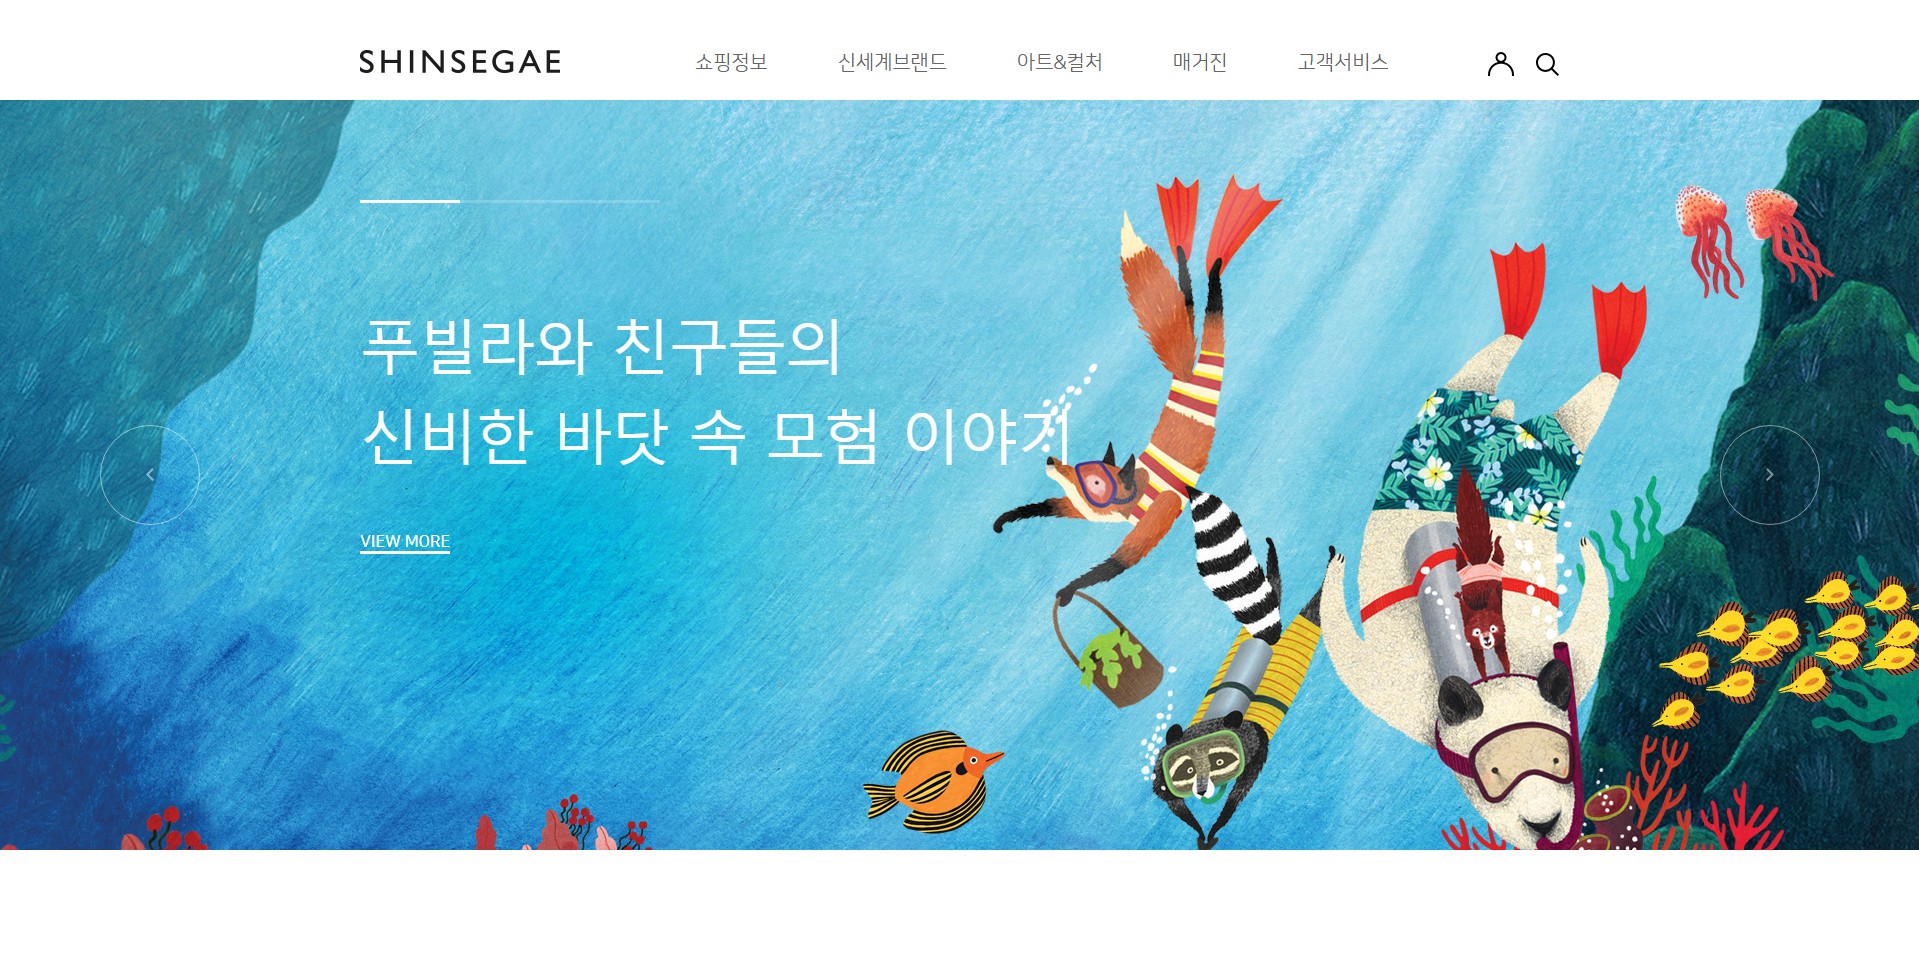 SHINSEGAE
쇼핑정보
신세계브랜드
아트&컬처
매거진
고객서비스
푸빌라와 친구들의
신비한 바닷 속 모험 이야기
VIEW MORE